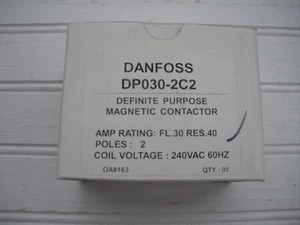 DANFOSS
DP030-2C2
DEFINITE PURPOSE
MAGNETIC CONTACTOR
AMP RATING: FL.30 RES.40
POLES : 2
COIL VOLTAGE : 240VAC 60HZ
OA#163 QTY : 01